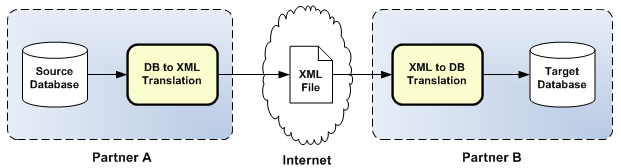 Source
Database
DB to XML
Translation
XML
File
XML to DB
Translation
Target
Database
Partner A
Internet
Partner B